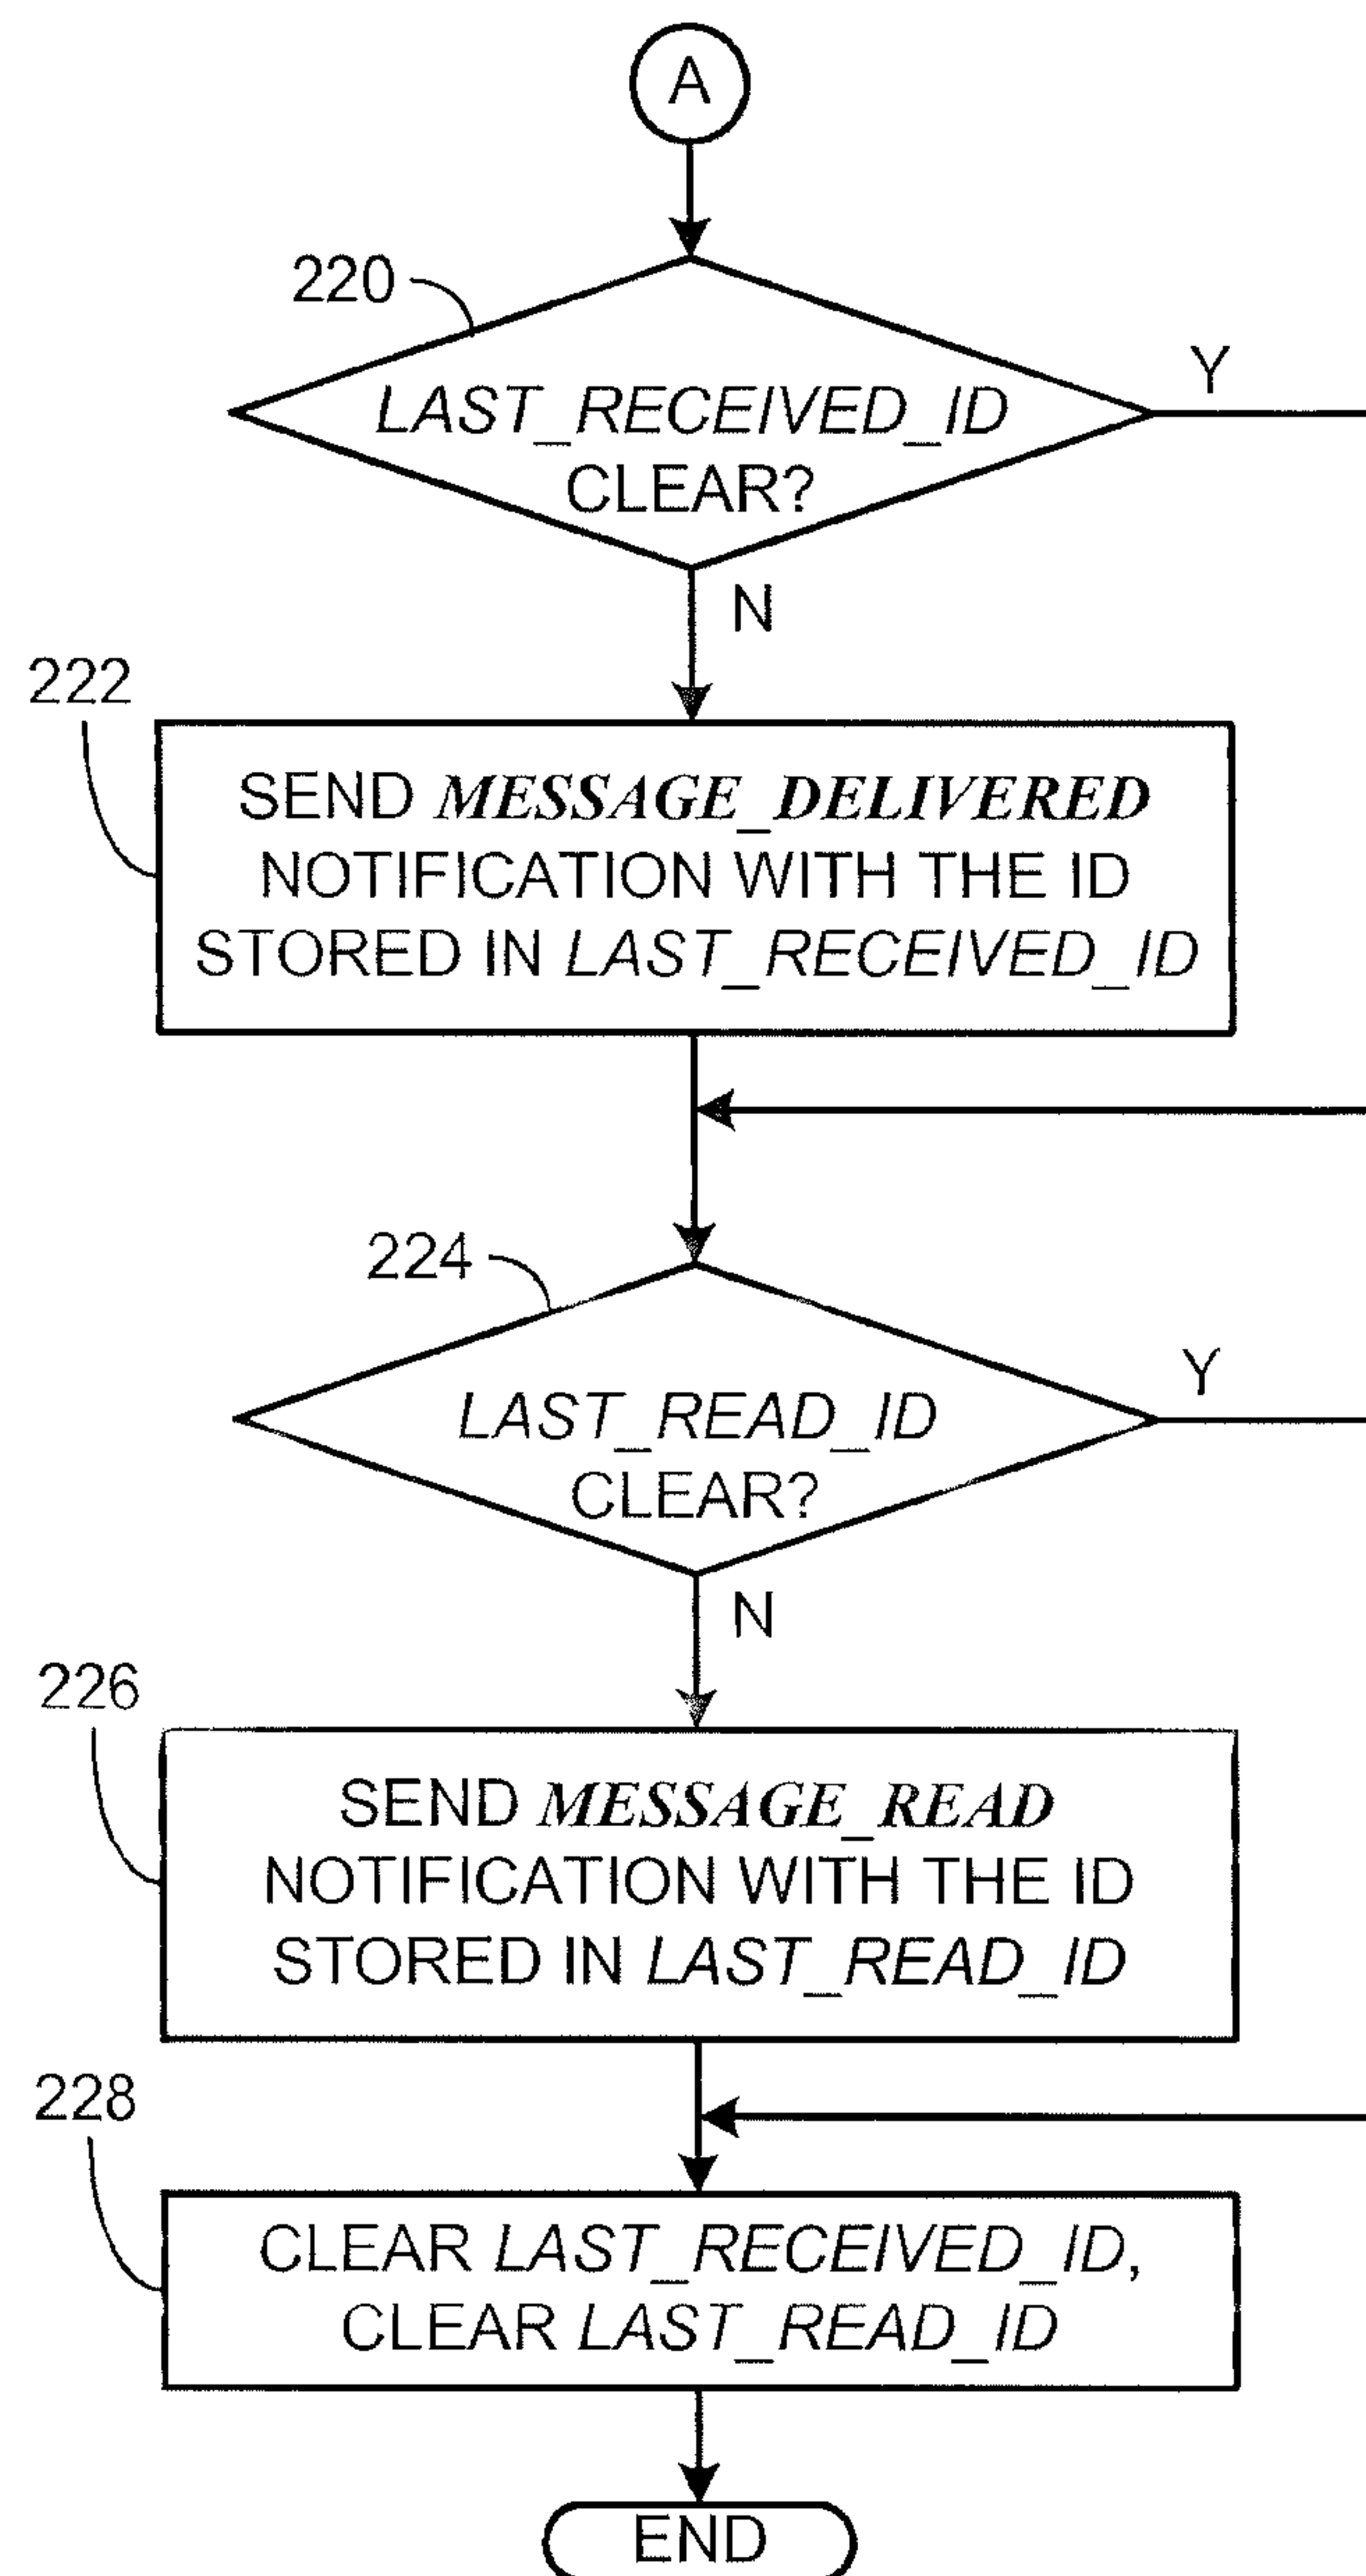 A
220
LAST_RECEIVED_ID
CLEAR?
Y
N
222
SEND MESSAGE_DELIVERED
NOTIFICATION WITH THE ID
STORED IN LAST_RECEIVED_ID
224
LAST_READ_ID
CLEAR?
Y
N
226
SEND MESSAGE_READ
NOTIFICATION WITH THE ID
STORED IN LAST_READ_ID
228
CLEAR LAST_RECEIVED_ID,
CLEAR LAST_READ_ID
END